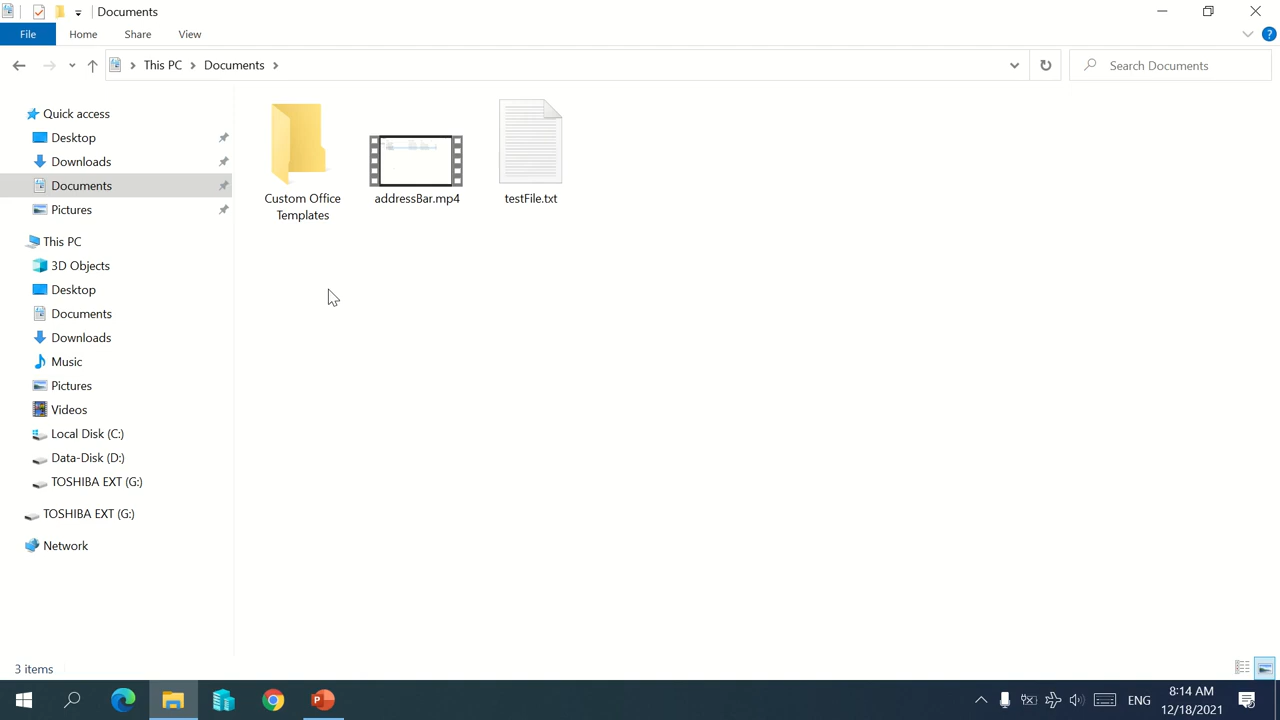 Documents
File
Home
Share
View
This PC
Documents
Search Documents
Quick access
Desktop
Downloads
Documents
Pictures
This PC
3D Objects
Desktop
Documents
Downloads
Music
Pictures
Videos
Local Disk (C:)
Data-Disk (D:)
TOSHIBA EXT (G:)
TOSHIBA EXT (G:)
Network
Custom Office
Templates
addressBar.mp4
testFile.txt
3 items
ENG
8:14 AM
12/18/2021